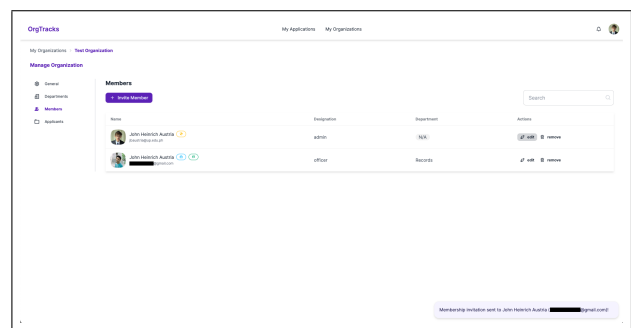 OrgTracks
My Applications My Organizations
My Organizations / Test Organization
Manage Organization
General
Departments
Members
Applicants
Members
+ Invite Member
Search
Name Designation Department Actions
John Heinrich Austria
admin N/A edit remove
John Heinrich Austria
@gmail.com
officer Records edit remove
Membership invitation sent to John Heinrich Austria ( @gmail.com)!